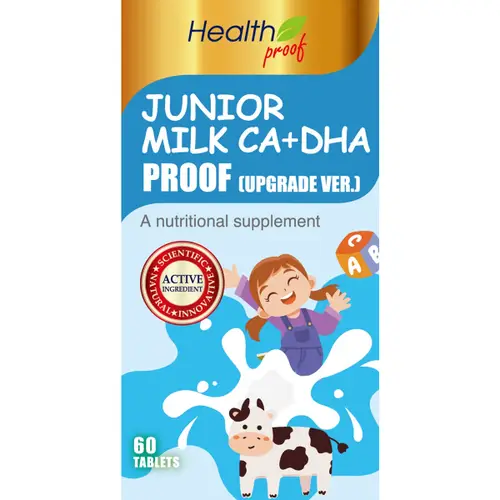 Health
proof
JUNIOR
MILK CA+DHA
PROOF (UPGRADE VER.)
A nutritional supplement
SCIENTIFIC
ACTIVE
INGREDIENT
NATURAL INNOVATIVE
C
A B
60
TABLETS